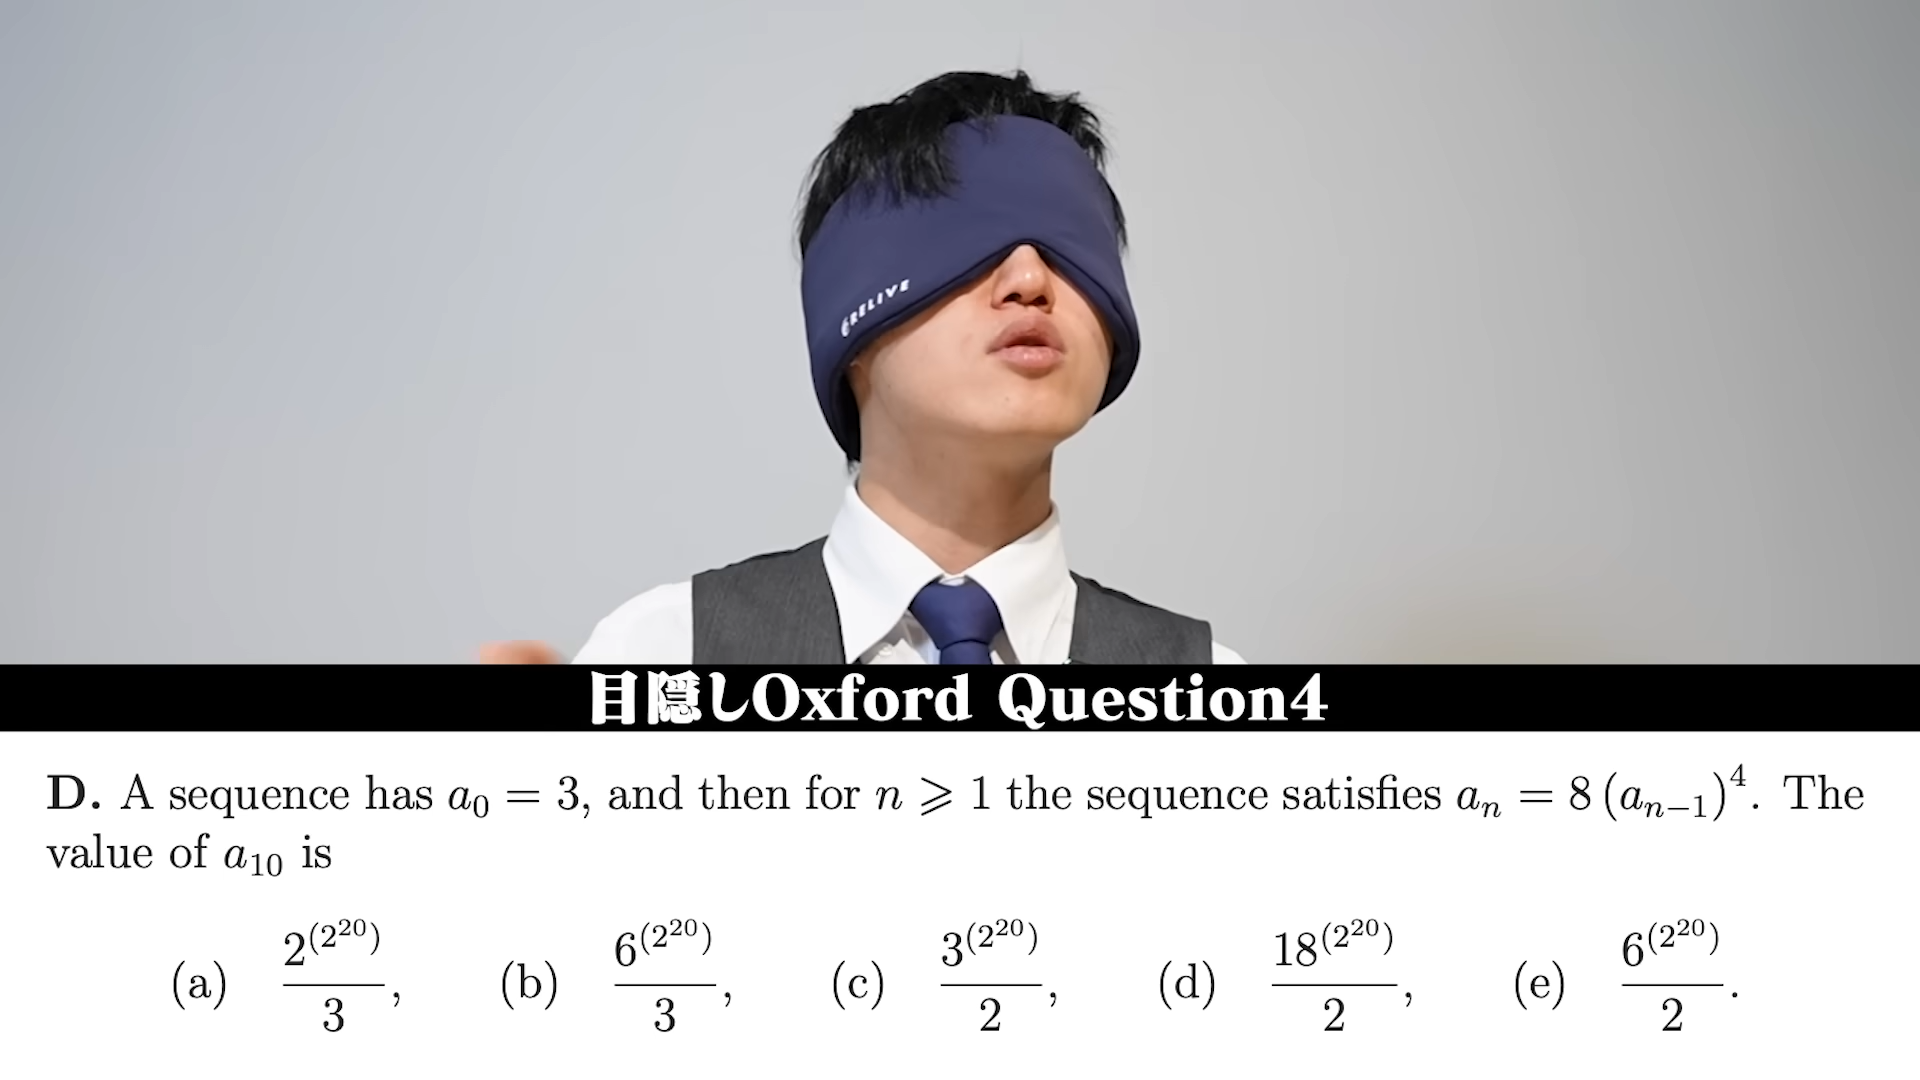 RELIVE
目隠しOxford Question4
D. A sequence has a₀ = 3, and then for n ⩾ 1 the sequence satisfies aₙ = 8 (aₙ₋₁)⁴. The
value of a₁₀ is
(a) 2^(2^20)/3, (b) 6^(2^20)/3, (c) 3^(2^20)/2, (d) 18^(2^20)/2, (e) 6^(2^20)/2.